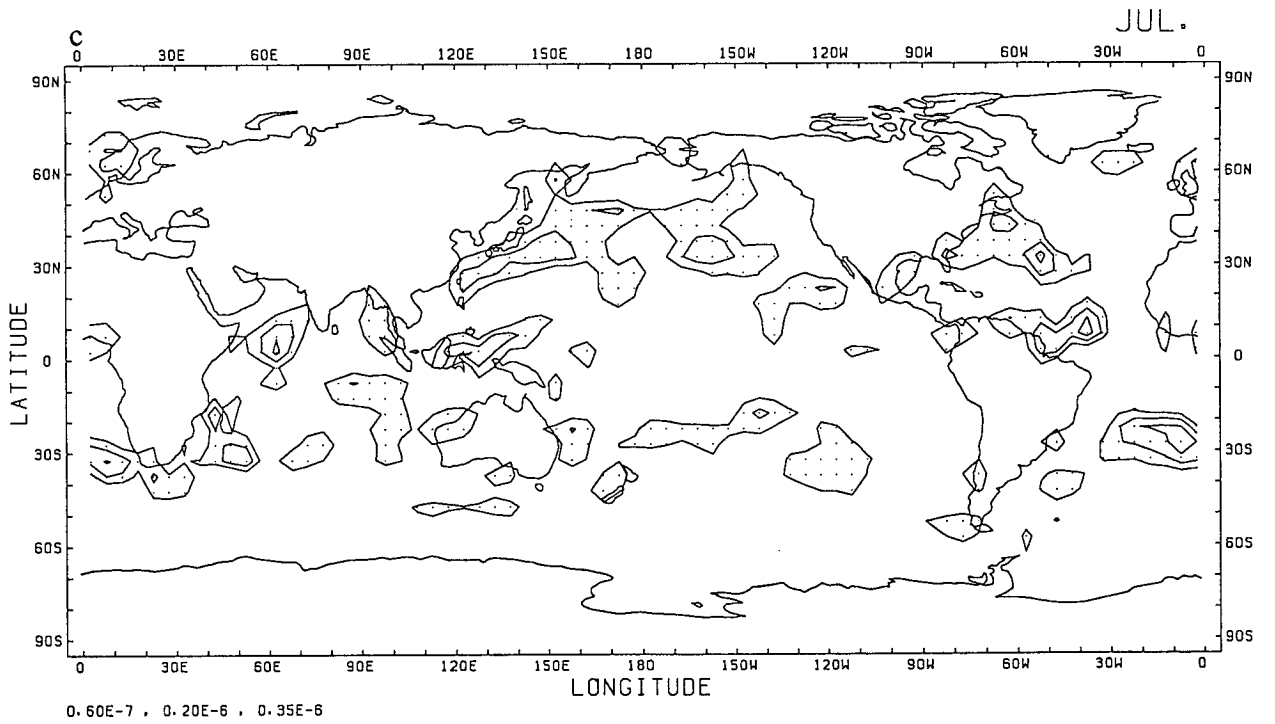 JUL.
c
0 30E 60E 90E 120E 150E 180 150W 120W 90W 60W 30W 0
90N 90N
60N 60N
30N 30N
0 0
30S 30S
60S 60S
90S 90S
LATITUDE
0 30E 60E 90E 120E 150E 180 150W 120W 90W 60W 30W 0
LONGITUDE
0.60E-7 , 0.20E-6 , 0.35E-6